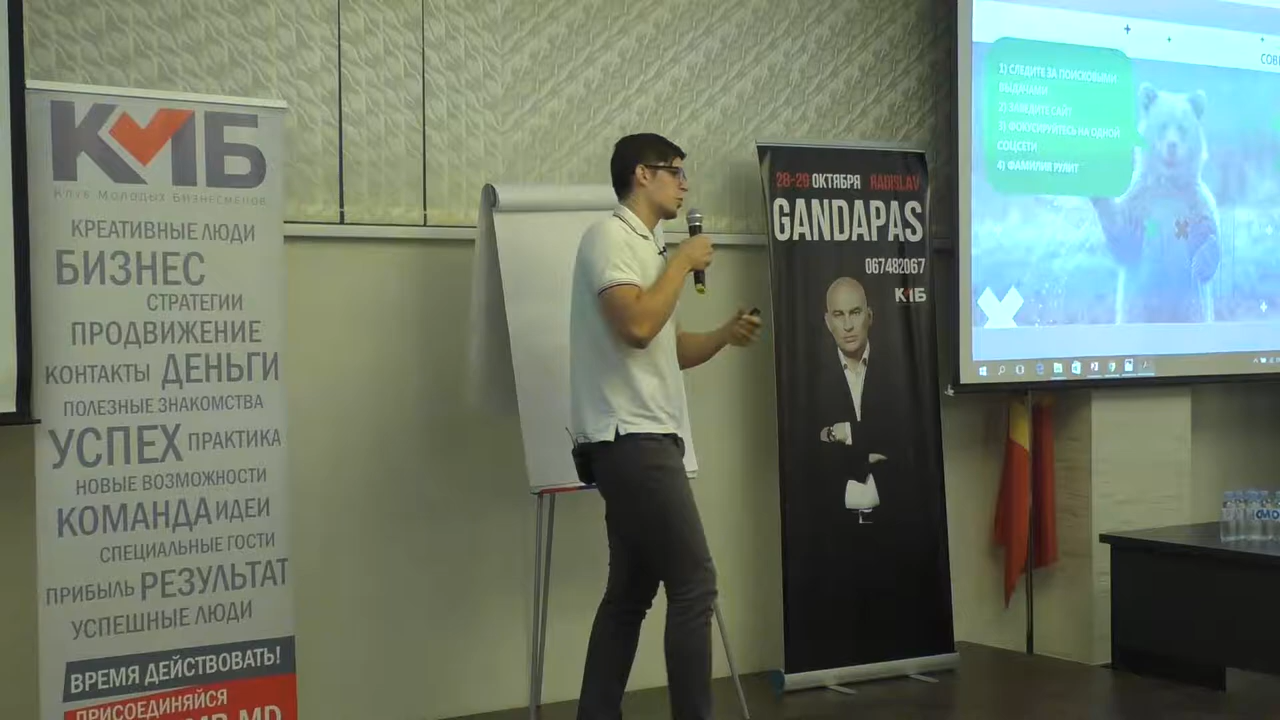 КМБ
Клуб Молодых Бизнесменов
КРЕАТИВНЫЕ ЛЮДИ
БИЗНЕС
СТРАТЕГИИ
ПРОДВИЖЕНИЕ
КОНТАКТЫ ДЕНЬГИ
ПОЛЕЗНЫЕ ЗНАКОМСТВА
УСПЕХ ПРАКТИКА
НОВЫЕ ВОЗМОЖНОСТИ
КОМАНДА ИДЕИ
СПЕЦИАЛЬНЫЕ ГОСТИ
ПРИБЫЛЬ РЕЗУЛЬТАТ
УСПЕШНЫЕ ЛЮДИ
ВРЕМЯ ДЕЙСТВОВАТЬ!
ПРИСОЕДИНЯЙСЯ
28-29 ОКТЯБРЯ RADISLAV
GANDAPAS
067482067
КМБ
1) СЛЕДИТЕ ЗА ПОИСКОВЫМИ
ВЫДАЧАМИ
2) ЗАВЕДИТЕ САЙТ
3) ФОКУСИРУЙТЕСЬ НА ОДНОЙ
СОЦСЕТИ
4) ФАМИЛИЯ РУЛИТ